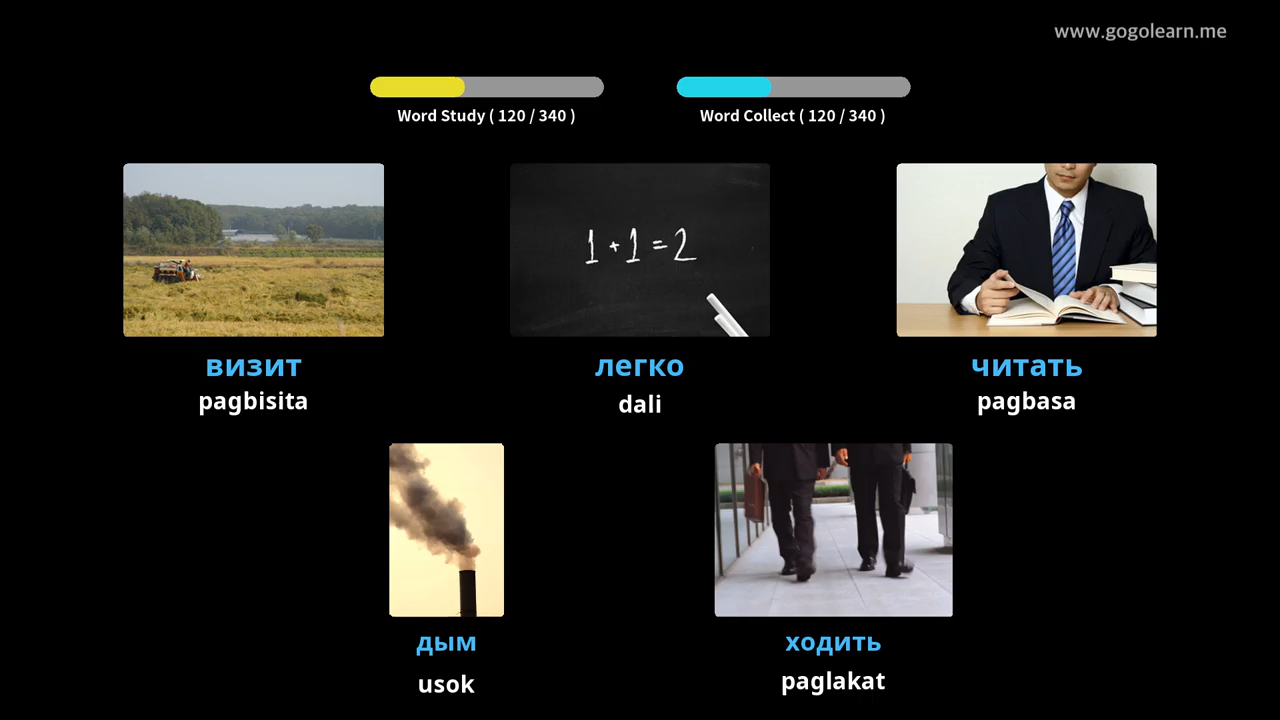 www.gogolearn.me
Word Study ( 120 / 340 )
Word Collect ( 120 / 340 )
1 + 1 = 2
визит
pagbisita
легко
dali
читать
pagbasa
дым
usok
ходить
paglakat